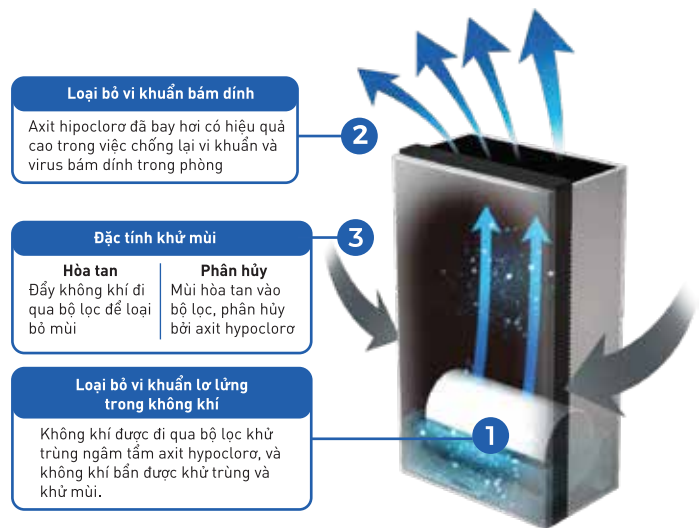 Loại bỏ vi khuẩn bám dính
Axit hipoclorơ đã bay hơi có hiệu quả
cao trong việc chống lại vi khuẩn và
virus bám dính trong phòng
2
Đặc tính khử mùi
3
Hòa tan
Đẩy không khí đi
qua bộ lọc để loại
bỏ mùi
Phân hủy
Mùi hòa tan vào
bộ lọc, phân hủy
bởi axit hypoclorơ
Loại bỏ vi khuẩn lơ lửng
trong không khí
Không khí được đi qua bộ lọc khử
trùng ngâm tẩm axit hypoclorơ, và
không khí bẩn được khử trùng và
khử mùi.
1